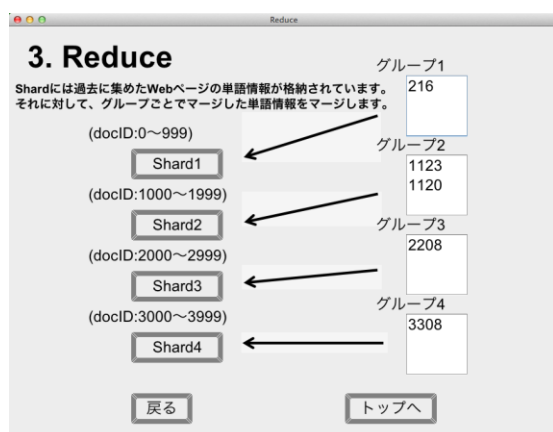 Reduce
3. Reduce
Shardには過去に集めたWebページの単語情報が格納されています。
それに対して、グループごとでマージした単語情報をマージします。
グループ1
216
(docID:0〜999)
Shard1
グループ2
1123
1120
(docID:1000〜1999)
Shard2
グループ3
2208
(docID:2000〜2999)
Shard3
グループ4
3308
(docID:3000〜3999)
Shard4
戻る
トップへ